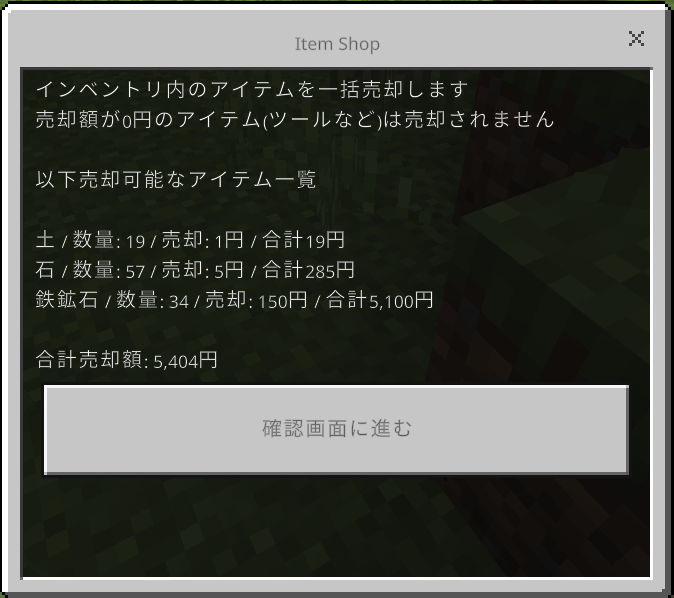 Item Shop
インベントリ内のアイテムを一括売却します
売却額が0円のアイテム(ツールなど)は売却されません
以下売却可能なアイテム一覧
土 / 数量: 19 / 売却: 1円 / 合計19円
石 / 数量: 57 / 売却: 5円 / 合計285円
鉄鉱石 / 数量: 34 / 売却: 150円 / 合計5,100円
合計売却額: 5,404円
確認画面に進む